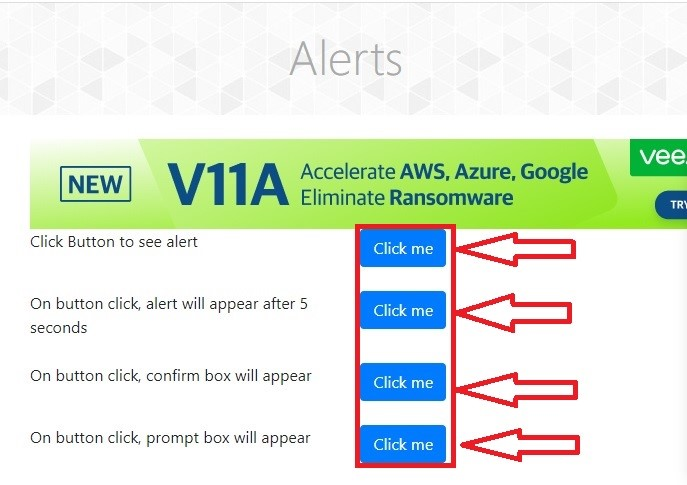 Alerts
NEW
V11A
Accelerate AWS, Azure, Google
Eliminate Ransomware
Click Button to see alert
Click me
On button click, alert will appear after 5
seconds
Click me
On button click, confirm box will appear
Click me
On button click, prompt box will appear
Click me